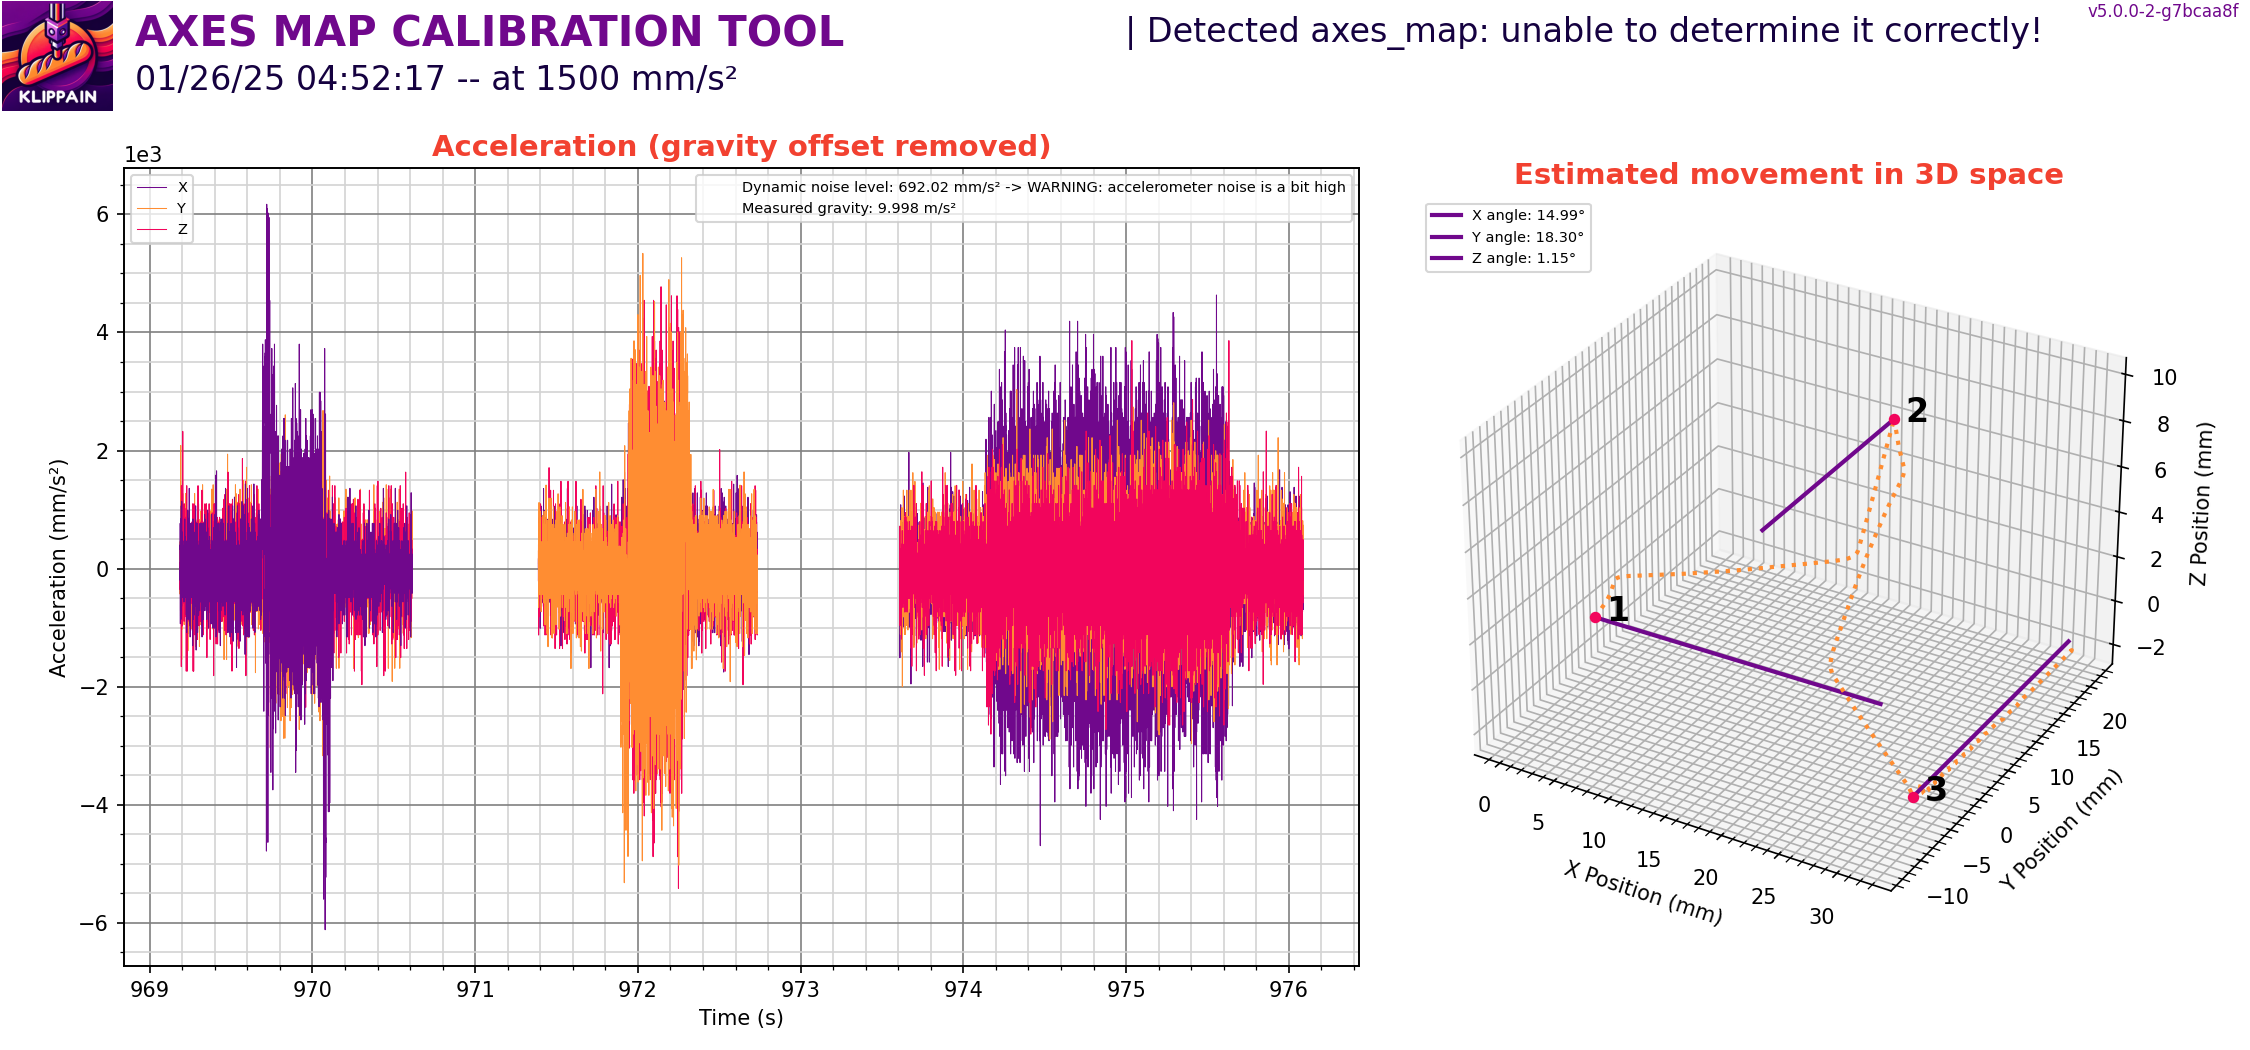 KLIPPAIN
AXES MAP CALIBRATION TOOL
01/26/25 04:52:17 -- at 1500 mm/s²
| Detected axes_map: unable to determine it correctly!
v5.0.0-2-g7bcaa8f
Acceleration (gravity offset removed)
1e3
X
Y
Z
Dynamic noise level: 692.02 mm/s² -> WARNING: accelerometer noise is a bit high
Measured gravity: 9.998 m/s²
Acceleration (mm/s²)
6
4
2
0
−2
−4
−6
969 970 971 972 973 974 975 976
Time (s)
Estimated movement in 3D space
X angle: 14.99°
Y angle: 18.30°
Z angle: 1.15°
1
2
3
0 5 10 15 20 25 30
X Position (mm)
−10 −5 0 5 10 15 20
Y Position (mm)
−2 0 2 4 6 8 10
Z Position (mm)